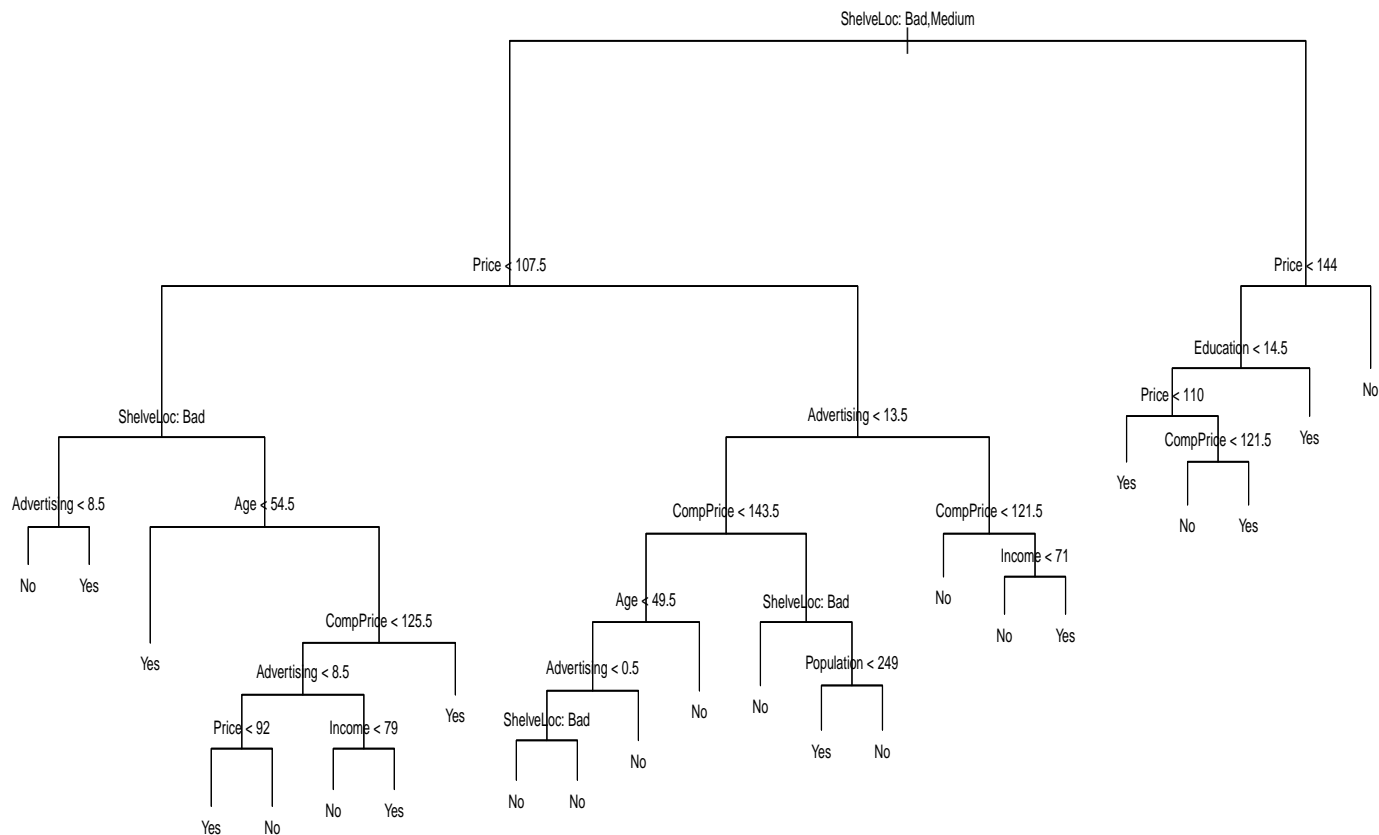 ShelveLoc: Bad,Medium
Price < 107.5
Price < 144
Education < 14.5
No
Price < 110
ShelveLoc: Bad
Advertising < 13.5
Yes
CompPrice < 121.5
Yes
Advertising < 8.5
Age < 54.5
CompPrice < 143.5
CompPrice < 121.5
No
Yes
Income < 71
No
Yes
Age < 49.5
ShelveLoc: Bad
No
CompPrice < 125.5
No
Yes
Yes
Advertising < 8.5
Advertising < 0.5
Population < 249
Yes
No
No
Price < 92
Income < 79
ShelveLoc: Bad
Yes
No
No
No
No
No
Yes
Yes
No